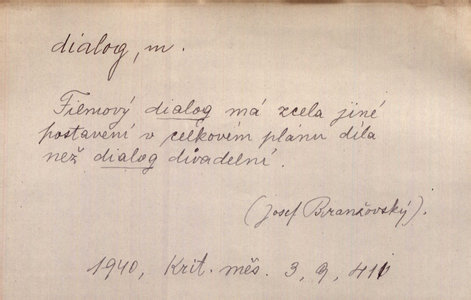 dialog, m.
Filmový dialog má zcela jiné
postavení v celkovém plánu díla
než dialog divadelní.
(Josef Branžovský).
1940, Krit. měs. 3, 9, 411